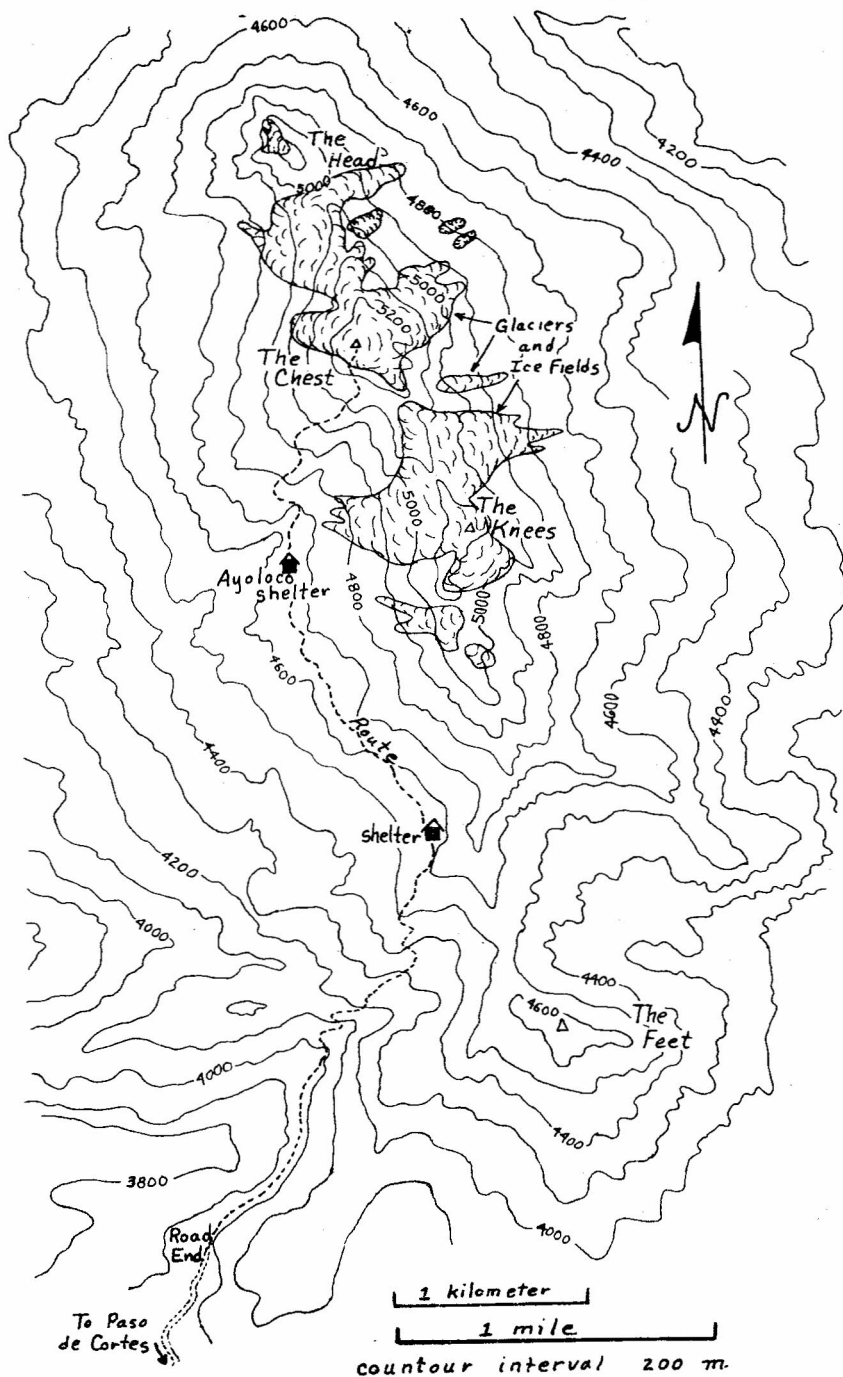 4600
4600
4200
4400
The
Head
5000
4800
5000
5200
Glaciers
and
Ice Fields
The
Chest
N
5000
The
Knees
Ayoloco
shelter
4800
5000
4800
4600
4600
4400
Route
4400
shelter
4200
4000
4400
4600
The
Feet
4000
4400
3800
4000
Road
End
1 kilometer
To Paso
de Cortes
1 mile
countour interval 200 m.